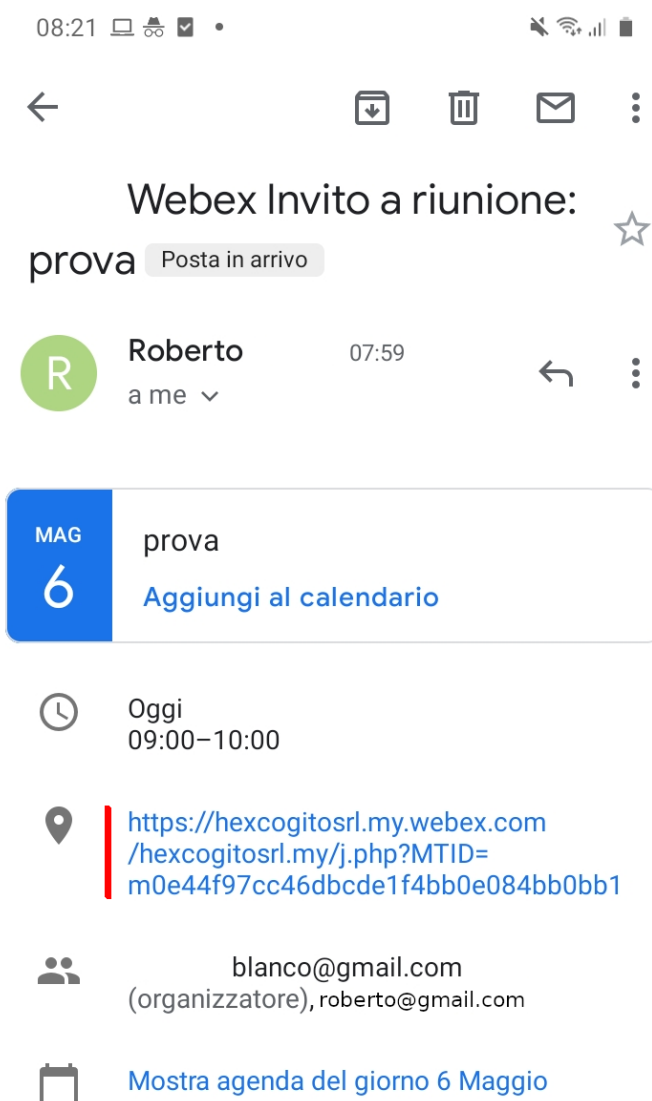 08:21
Webex Invito a riunione:
prova Posta in arrivo
R
Roberto 07:59
a me
MAG
6
prova
Aggiungi al calendario
Oggi
09:00–10:00
https://hexcogitosrl.my.webex.com
/hexcogitosrl.my/j.php?MTID=
m0e44f97cc46dbcde1f4bb0e084bb0bb1
blanco@gmail.com
(organizzatore), roberto@gmail.com
Mostra agenda del giorno 6 Maggio